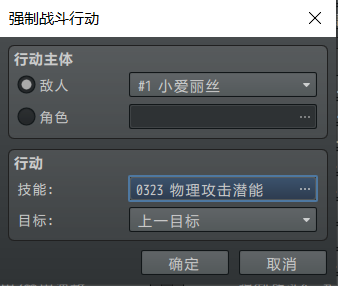 强制战斗行动
行动主体
敌人
#1 小爱丽丝
角色
...
行动
技能:
0323 物理攻击潜能 ...
目标:
上一目标
确定
取消